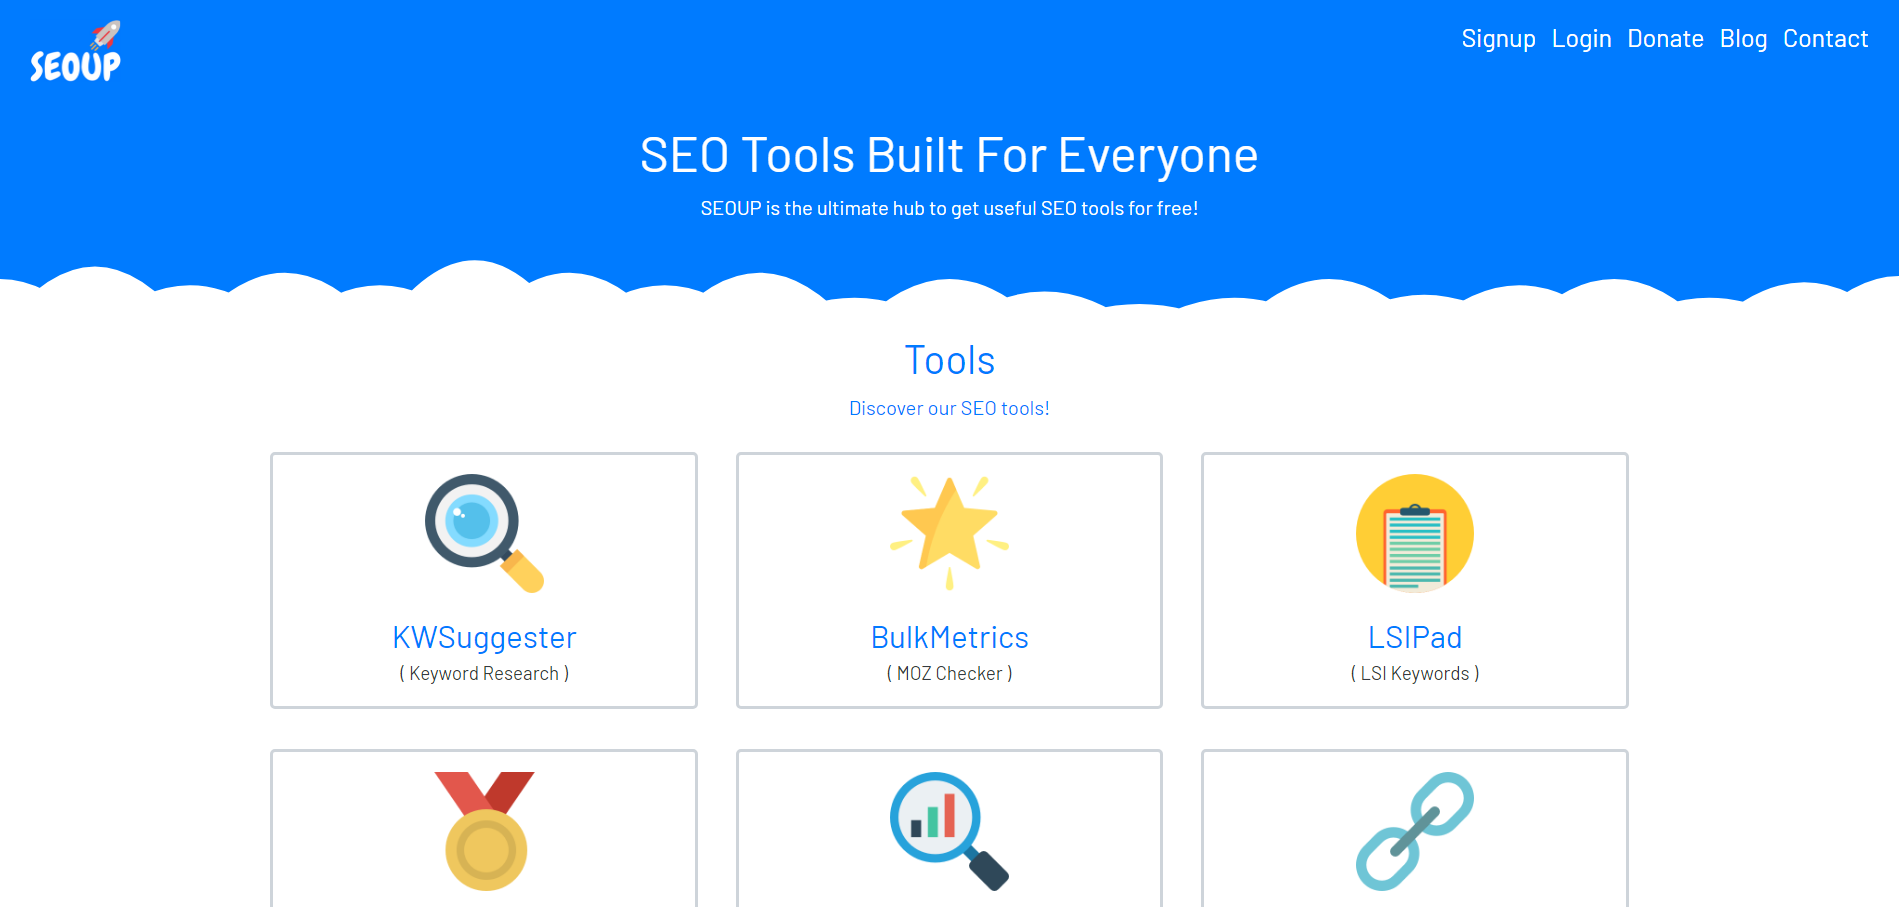 SEOUP
Signup Login Donate Blog Contact
SEO Tools Built For Everyone
SEOUP is the ultimate hub to get useful SEO tools for free!
Tools
Discover our SEO tools!
KWSuggester
( Keyword Research )
BulkMetrics
( MOZ Checker )
LSIPad
( LSI Keywords )